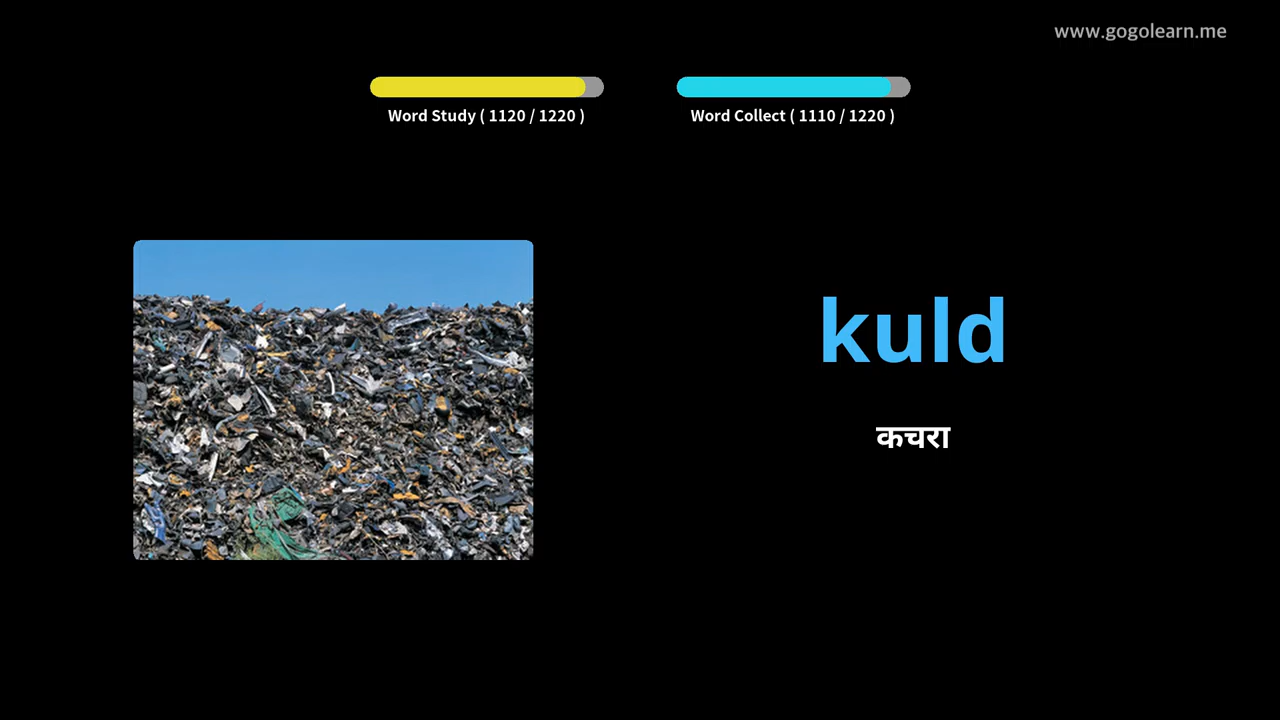 www.gogolearn.me
Word Study ( 1120 / 1220 )
Word Collect ( 1110 / 1220 )
kuld
कचरा